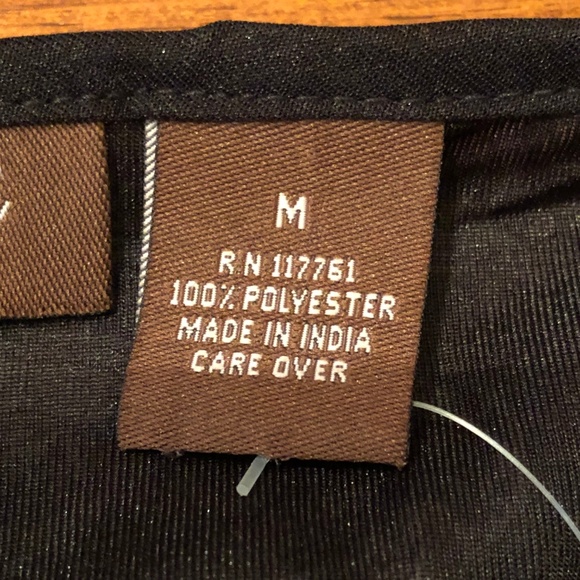 M
RN 117761
100% POLYESTER
MADE IN INDIA
CARE OVER